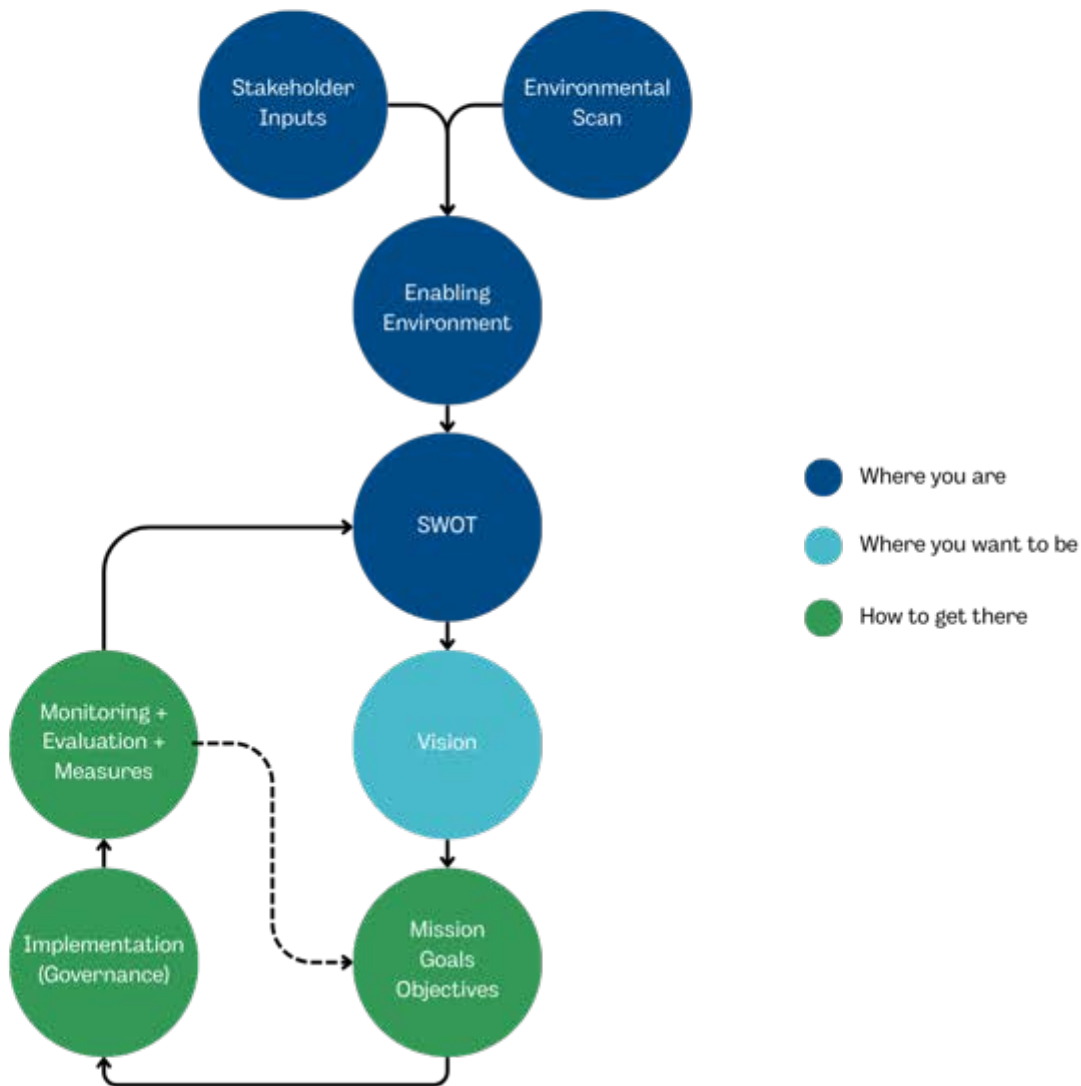 Stakeholder
Inputs
Environmental
Scan
Enabling
Environment
SWOT
Where you are
Where you want to be
How to get there
Monitoring +
Evaluation +
Measures
Vision
Implementation
(Governance)
Mission
Goals
Objectives